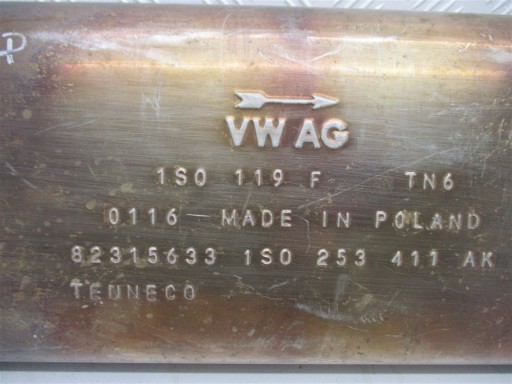 P
VW AG
1S0 119 F TN6
0116 MADE IN POLAND
82315633 1S0 253 411 AK
TENNECO